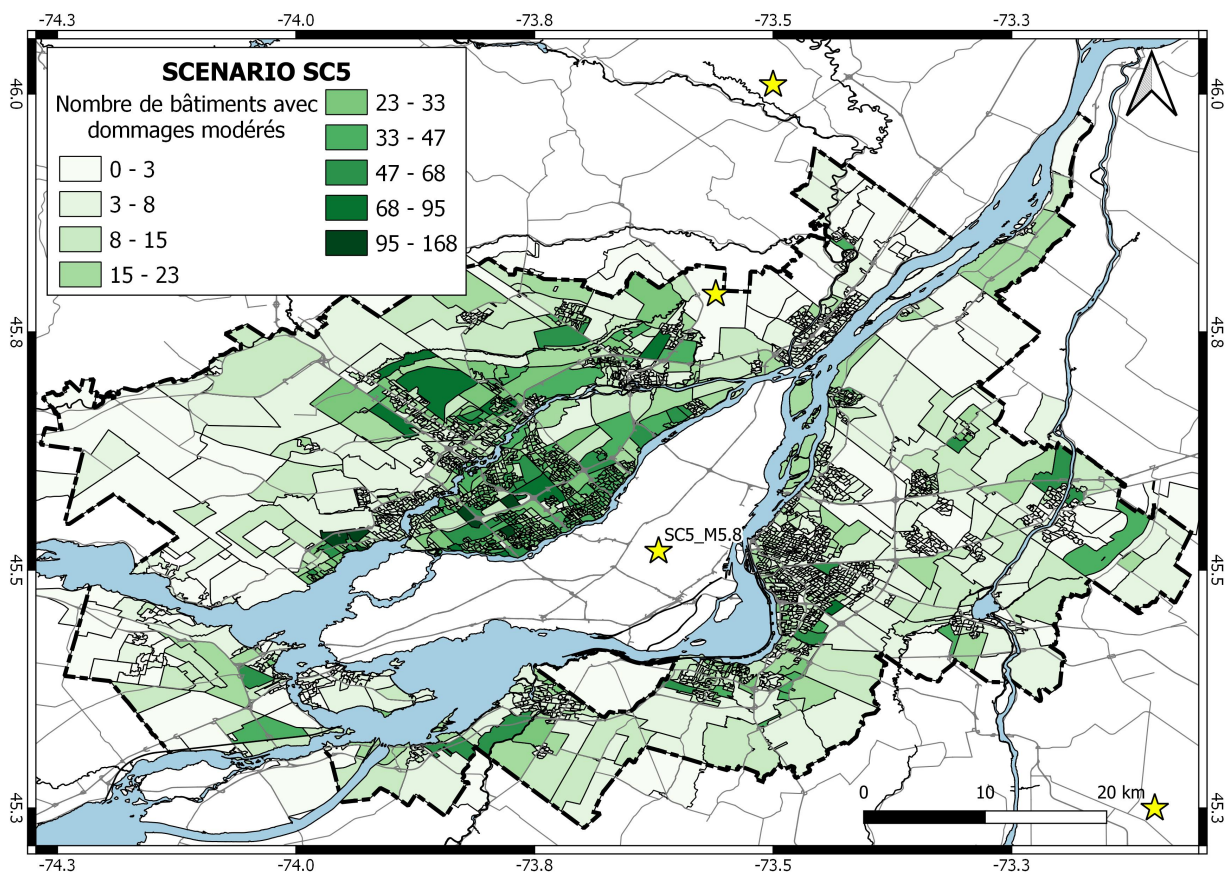 -74.3 -74.0 -73.8 -73.5 -73.3
SCENARIO SC5
Nombre de bâtiments avec
dommages modérés
0 - 3
3 - 8
8 - 15
15 - 23
23 - 33
33 - 47
47 - 68
68 - 95
95 - 168
46.0 46.0
45.8 45.8
SC5_M5.8
45.5 45.5
0 10 20 km
45.3 45.3
-74.3 -74.0 -73.8 -73.5 -73.3